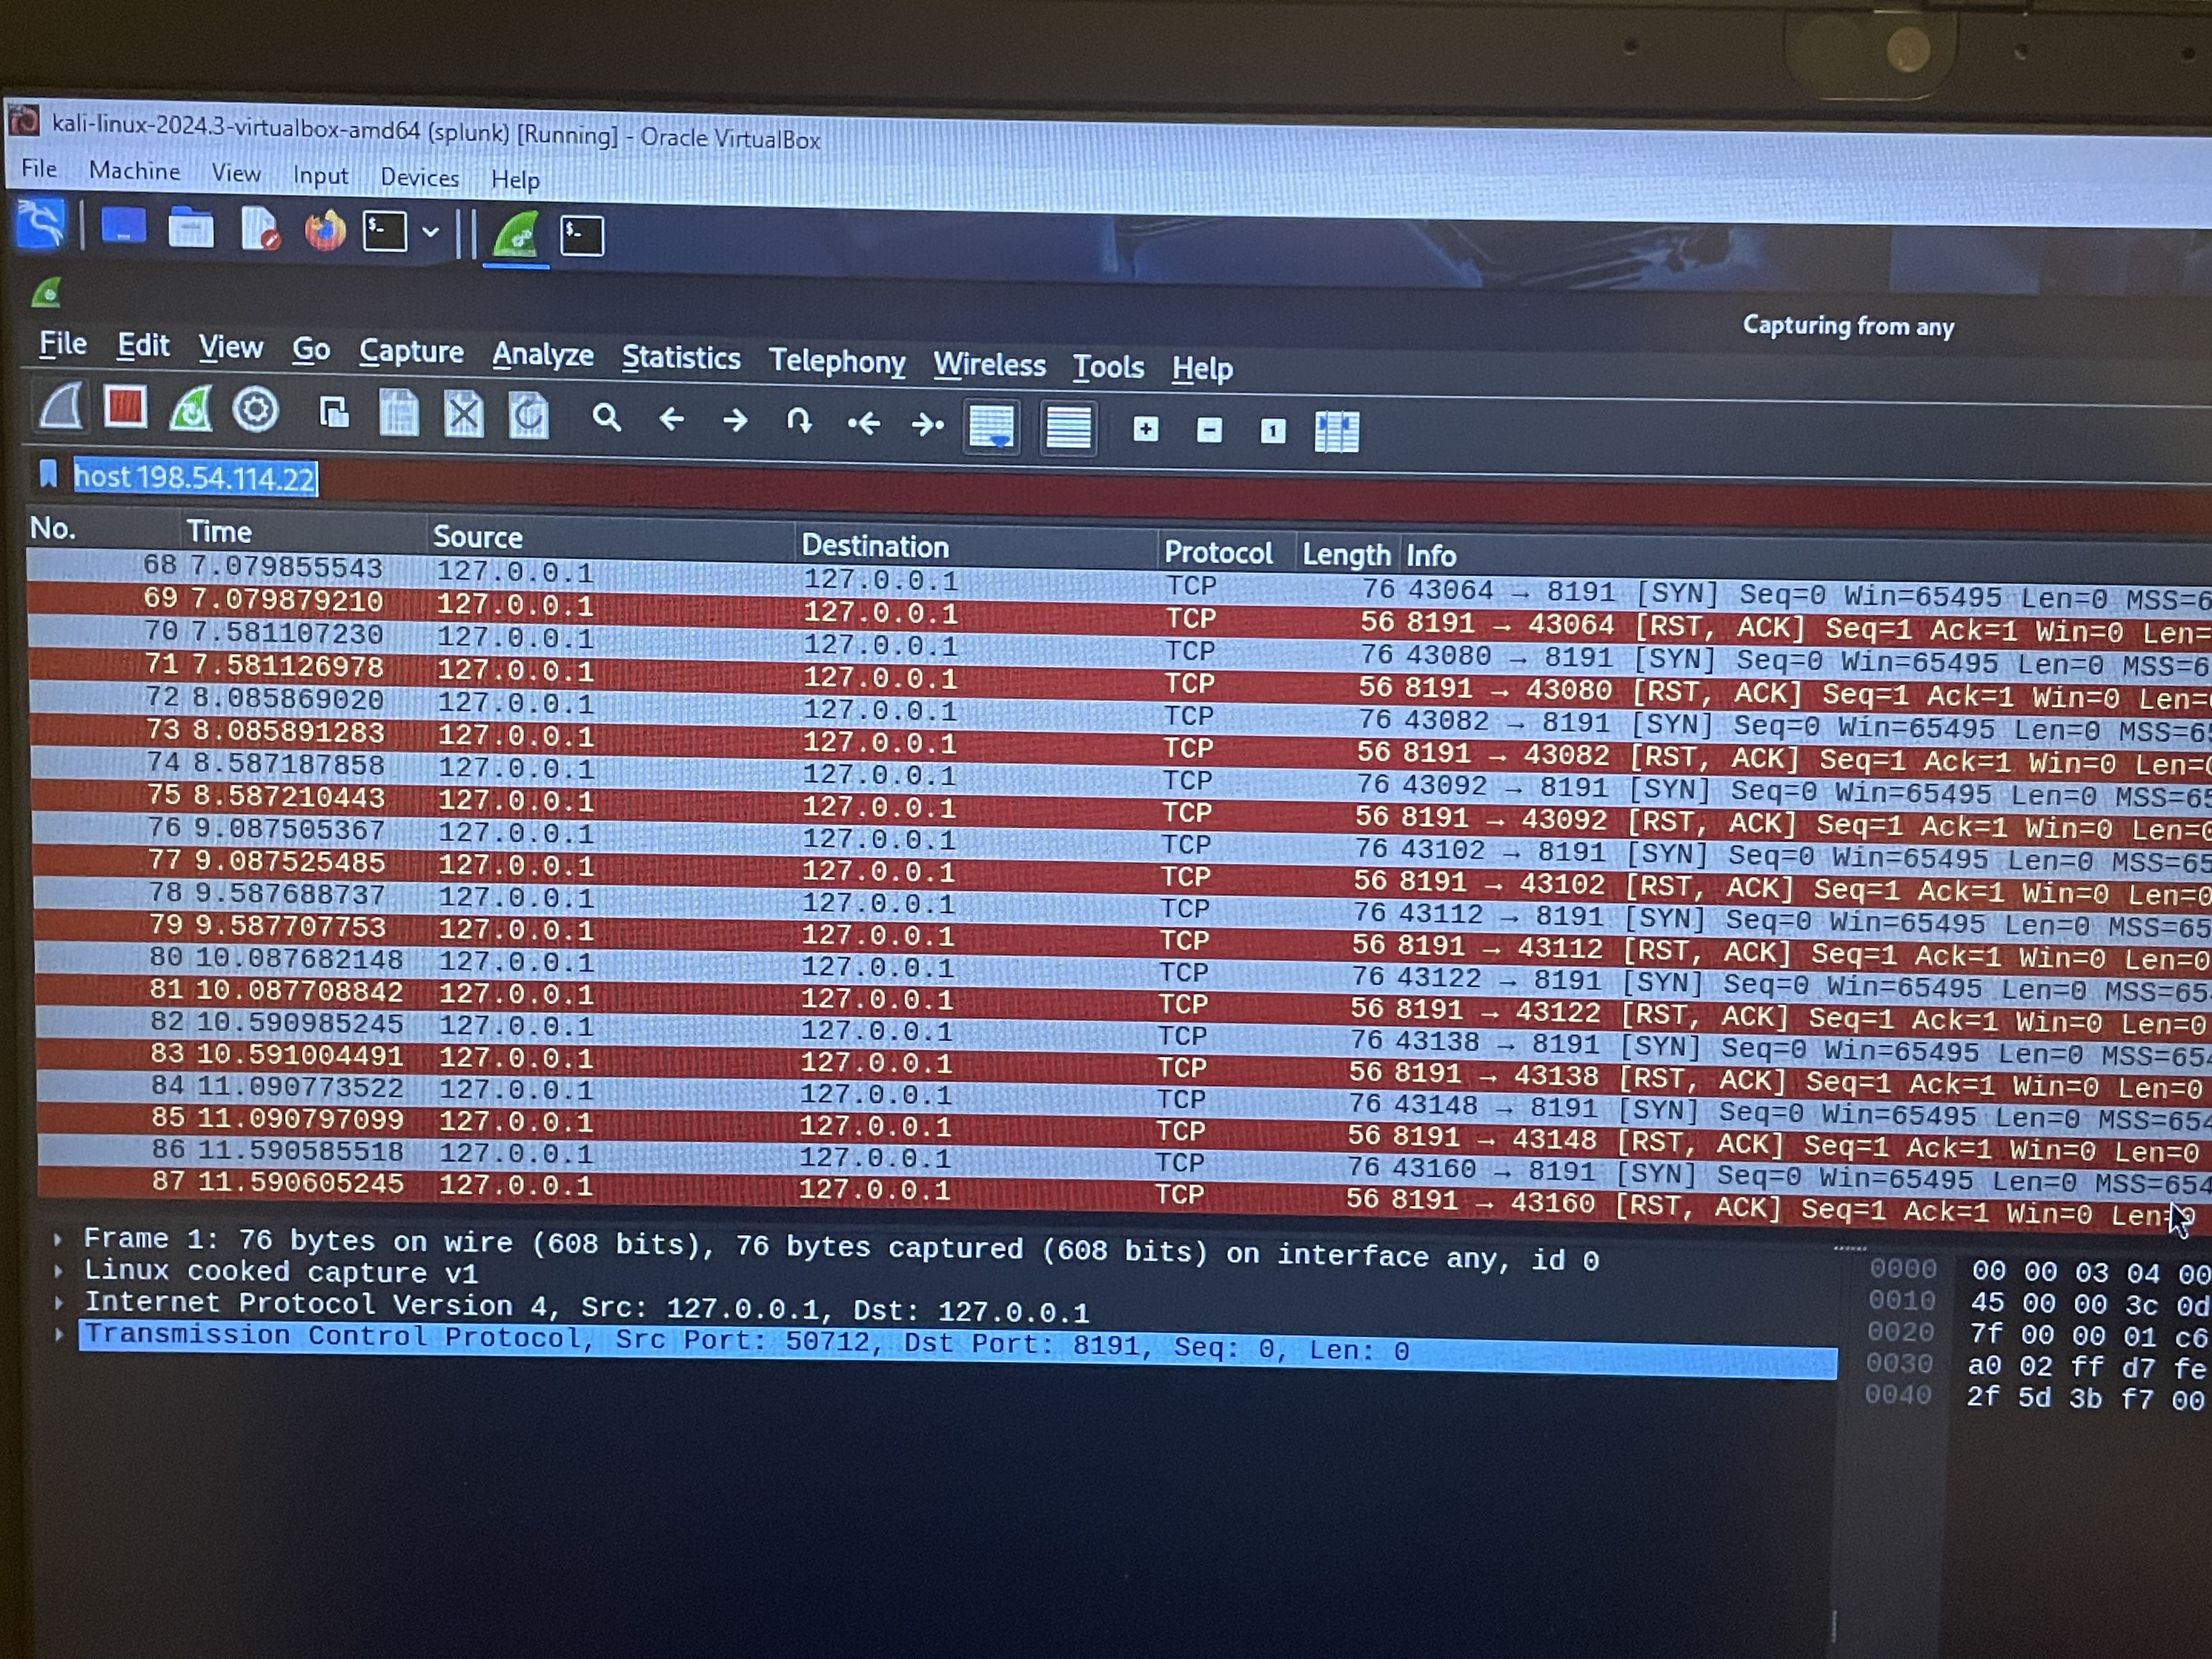 kali-linux-2024.3-virtualbox-amd64 (splunk) [Running] - Oracle VirtualBox
File Machine View Input Devices Help
$- $-
Capturing from any
File Edit View Go Capture Analyze Statistics Telephony Wireless Tools Help
1
host 198.54.114.22
No. Time Source Destination Protocol Length Info
68 7.079855543 127.0.0.1 127.0.0.1 TCP 76 43064 → 8191 [SYN] Seq=0 Win=65495 Len=0 MSS=6
69 7.079879210 127.0.0.1 127.0.0.1 TCP 56 8191 → 43064 [RST, ACK] Seq=1 Ack=1 Win=0 Len=
70 7.581107230 127.0.0.1 127.0.0.1 TCP 76 43080 → 8191 [SYN] Seq=0 Win=65495 Len=0 MSS=6
71 7.581126978 127.0.0.1 127.0.0.1 TCP 56 8191 → 43080 [RST, ACK] Seq=1 Ack=1 Win=0 Len=
72 8.085869020 127.0.0.1 127.0.0.1 TCP 76 43082 → 8191 [SYN] Seq=0 Win=65495 Len=0 MSS=65
73 8.085891283 127.0.0.1 127.0.0.1 TCP 56 8191 → 43082 [RST, ACK] Seq=1 Ack=1 Win=0 Len=0
74 8.587187858 127.0.0.1 127.0.0.1 TCP 76 43092 → 8191 [SYN] Seq=0 Win=65495 Len=0 MSS=65
75 8.587210443 127.0.0.1 127.0.0.1 TCP 56 8191 → 43092 [RST, ACK] Seq=1 Ack=1 Win=0 Len=0
76 9.087505367 127.0.0.1 127.0.0.1 TCP 76 43102 → 8191 [SYN] Seq=0 Win=65495 Len=0 MSS=65
77 9.087525485 127.0.0.1 127.0.0.1 TCP 56 8191 → 43102 [RST, ACK] Seq=1 Ack=1 Win=0 Len=0
78 9.587688737 127.0.0.1 127.0.0.1 TCP 76 43112 → 8191 [SYN] Seq=0 Win=65495 Len=0 MSS=65
79 9.587707753 127.0.0.1 127.0.0.1 TCP 56 8191 → 43112 [RST, ACK] Seq=1 Ack=1 Win=0 Len=0
80 10.087682148 127.0.0.1 127.0.0.1 TCP 76 43122 → 8191 [SYN] Seq=0 Win=65495 Len=0 MSS=65
81 10.087708842 127.0.0.1 127.0.0.1 TCP 56 8191 → 43122 [RST, ACK] Seq=1 Ack=1 Win=0 Len=0
82 10.590985245 127.0.0.1 127.0.0.1 TCP 76 43138 → 8191 [SYN] Seq=0 Win=65495 Len=0 MSS=654
83 10.591004491 127.0.0.1 127.0.0.1 TCP 56 8191 → 43138 [RST, ACK] Seq=1 Ack=1 Win=0 Len=0
84 11.090773522 127.0.0.1 127.0.0.1 TCP 76 43148 → 8191 [SYN] Seq=0 Win=65495 Len=0 MSS=654
85 11.090797099 127.0.0.1 127.0.0.1 TCP 56 8191 → 43148 [RST, ACK] Seq=1 Ack=1 Win=0 Len=0
86 11.590585518 127.0.0.1 127.0.0.1 TCP 76 43160 → 8191 [SYN] Seq=0 Win=65495 Len=0 MSS=654
87 11.590605245 127.0.0.1 127.0.0.1 TCP 56 8191 → 43160 [RST, ACK] Seq=1 Ack=1 Win=0 Len=0
Frame 1: 76 bytes on wire (608 bits), 76 bytes captured (608 bits) on interface any, id 0
Linux cooked capture v1
Internet Protocol Version 4, Src: 127.0.0.1, Dst: 127.0.0.1
Transmission Control Protocol, Src Port: 50712, Dst Port: 8191, Seq: 0, Len: 0
0000 00 00 03 04 00
0010 45 00 00 3c 0d
0020 7f 00 00 01 c6
0030 a0 02 ff d7 fe
0040 2f 5d 3b f7 00